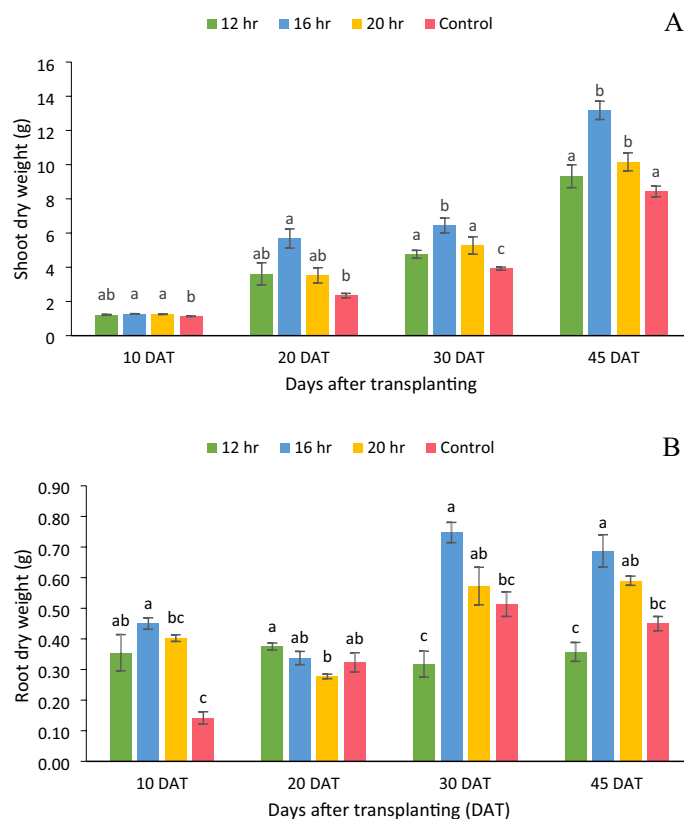 12 hr 16 hr 20 hr Control
A
Shoot dry weight (g)
16
14
12
10
8
6
4
2
0
ab a a b
ab a ab b
a b a c
a b b a
10 DAT 20 DAT 30 DAT 45 DAT
Days after transplanting
12 hr 16 hr 20 hr Control
B
Root dry weight (g)
0.90
0.80
0.70
0.60
0.50
0.40
0.30
0.20
0.10
0.00
ab a bc c
a ab b ab
c a ab bc
c a ab bc
10 DAT 20 DAT 30 DAT 45 DAT
Days after transplanting (DAT)